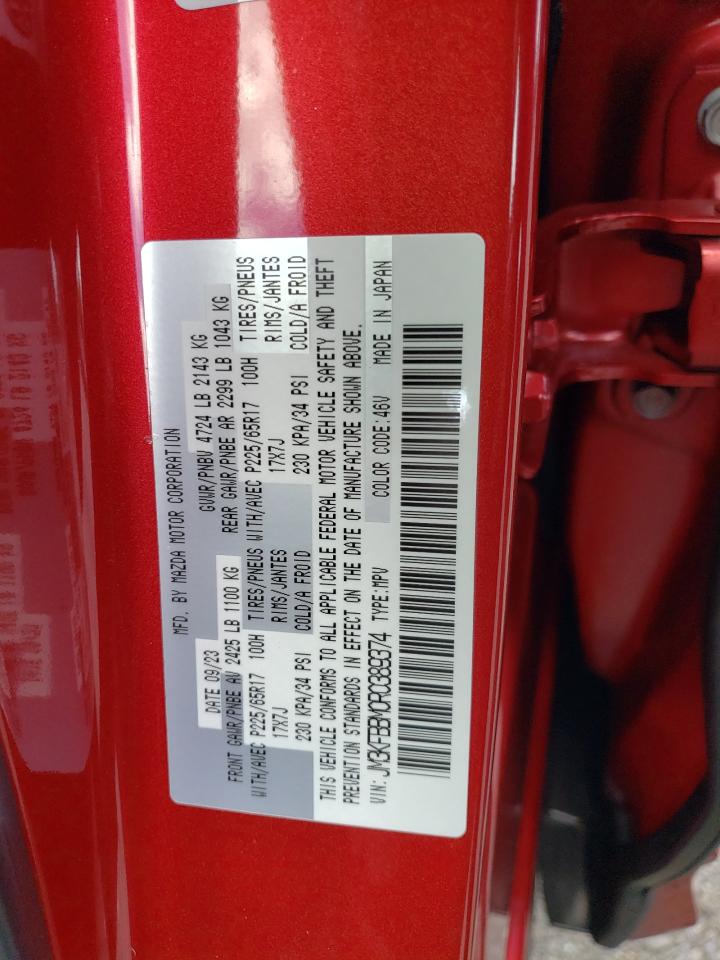 MFD. BY MAZDA MOTOR CORPORATION
DATE 09/23 GVWR/PNBV 4724 LB 2143 KG
FRONT GAWR/PNBE AV 2425 LB 1100 KG REAR GAWR/PNBE AR 2299 LB 1043 KG
WITH/AVEC P225/65R17 100H TIRES/PNEUS WITH/AVEC P225/65R17 100H TIRES/PNEUS
17X7J RIMS/JANTES 17X7J RIMS/JANTES
230 KPA/34 PSI COLD/A FROID 230 KPA/34 PSI COLD/A FROID
THIS VEHICLE CONFORMS TO ALL APPLICABLE FEDERAL MOTOR VEHICLE SAFETY AND THEFT
PREVENTION STANDARDS IN EFFECT ON THE DATE OF MANUFACTURE SHOWN ABOVE.
VIN: JM3KFBBM0R0389374 TYPE:MPV COLOR CODE:46V MADE IN JAPAN